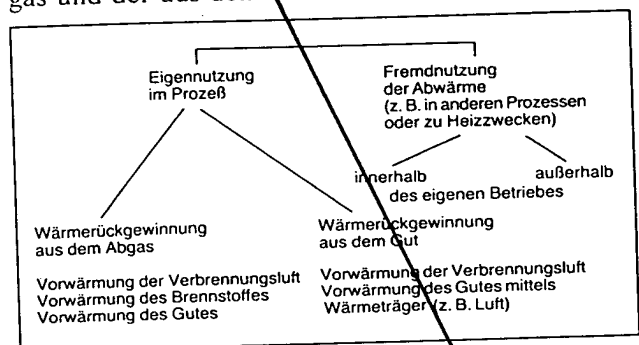 gas und der aus den
Eigennutzung
im Prozeß
Fremdnutzung
der Abwärme
(z. B. in anderen Prozessen
oder zu Heizzwecken)
innerhalb außerhalb
des eigenen Betriebes
Wärmerückgewinnung
aus dem Abgas
Vorwärmung der Verbrennungsluft
Vorwärmung des Brennstoffes
Vorwärmung des Gutes
Wärmerückgewinnung
aus dem Gut
Vorwärmung der Verbrennungsluft
Vorwärmung des Gutes mittels
Wärmeträger (z. B. Luft)